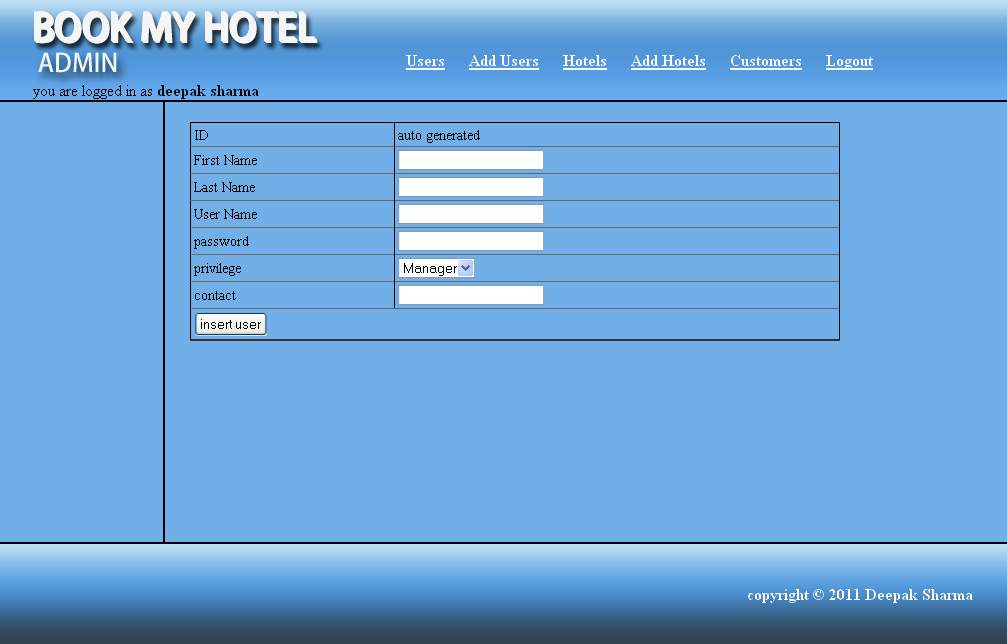 BOOK MY HOTEL
ADMIN
Users Add Users Hotels Add Hotels Customers Logout
you are logged in as deepak sharma
ID auto generated
First Name
Last Name
User Name
password
privilege Manager
contact
insert user
copyright © 2011 Deepak Sharma